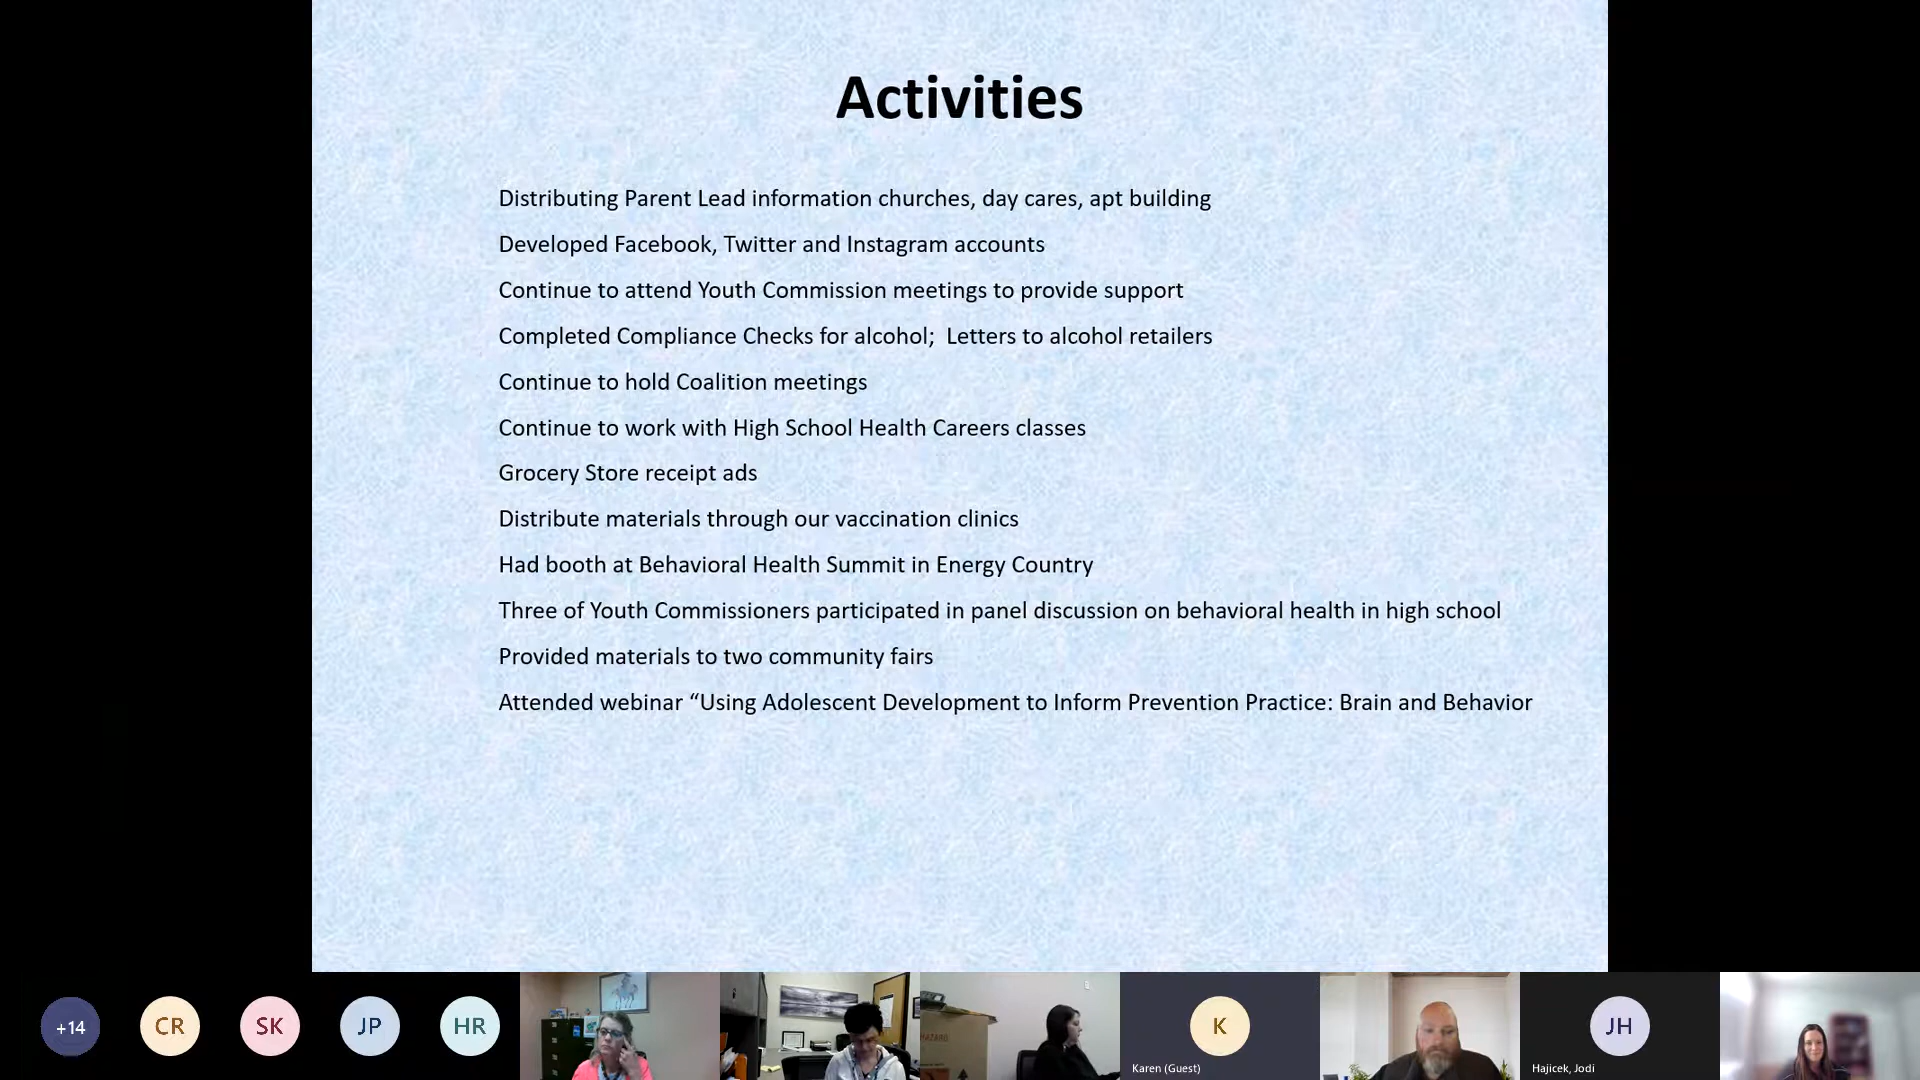 Activities
Distributing Parent Lead information churches, day cares, apt building
Developed Facebook, Twitter and Instagram accounts
Continue to attend Youth Commission meetings to provide support
Completed Compliance Checks for alcohol;  Letters to alcohol retailers
Continue to hold Coalition meetings
Continue to work with High School Health Careers classes
Grocery Store receipt ads
Distribute materials through our vaccination clinics
Had booth at Behavioral Health Summit in Energy Country
Three of Youth Commissioners participated in panel discussion on behavioral health in high school
Provided materials to two community fairs
Attended webinar “Using Adolescent Development to Inform Prevention Practice: Brain and Behavior
+14
CR
SK
JP
HR
K
Karen (Guest)
JH
Hajicek, Jodi